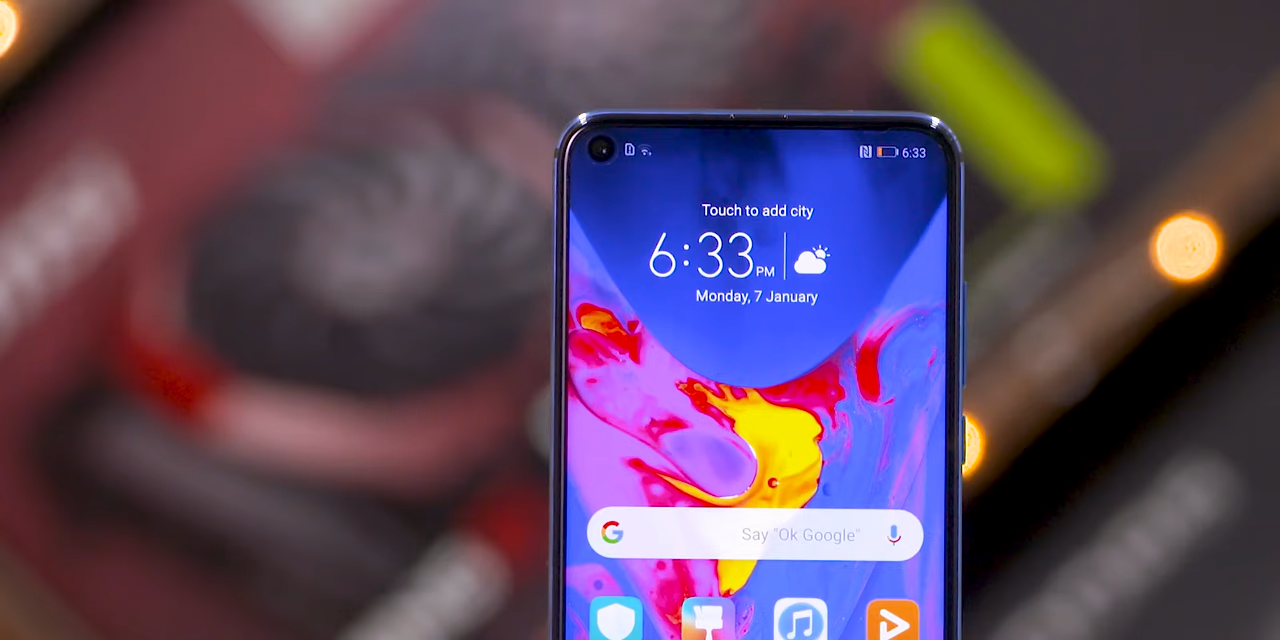 6:33
Touch to add city
6:33 PM
Monday, 7 January
G Say "Ok Google"